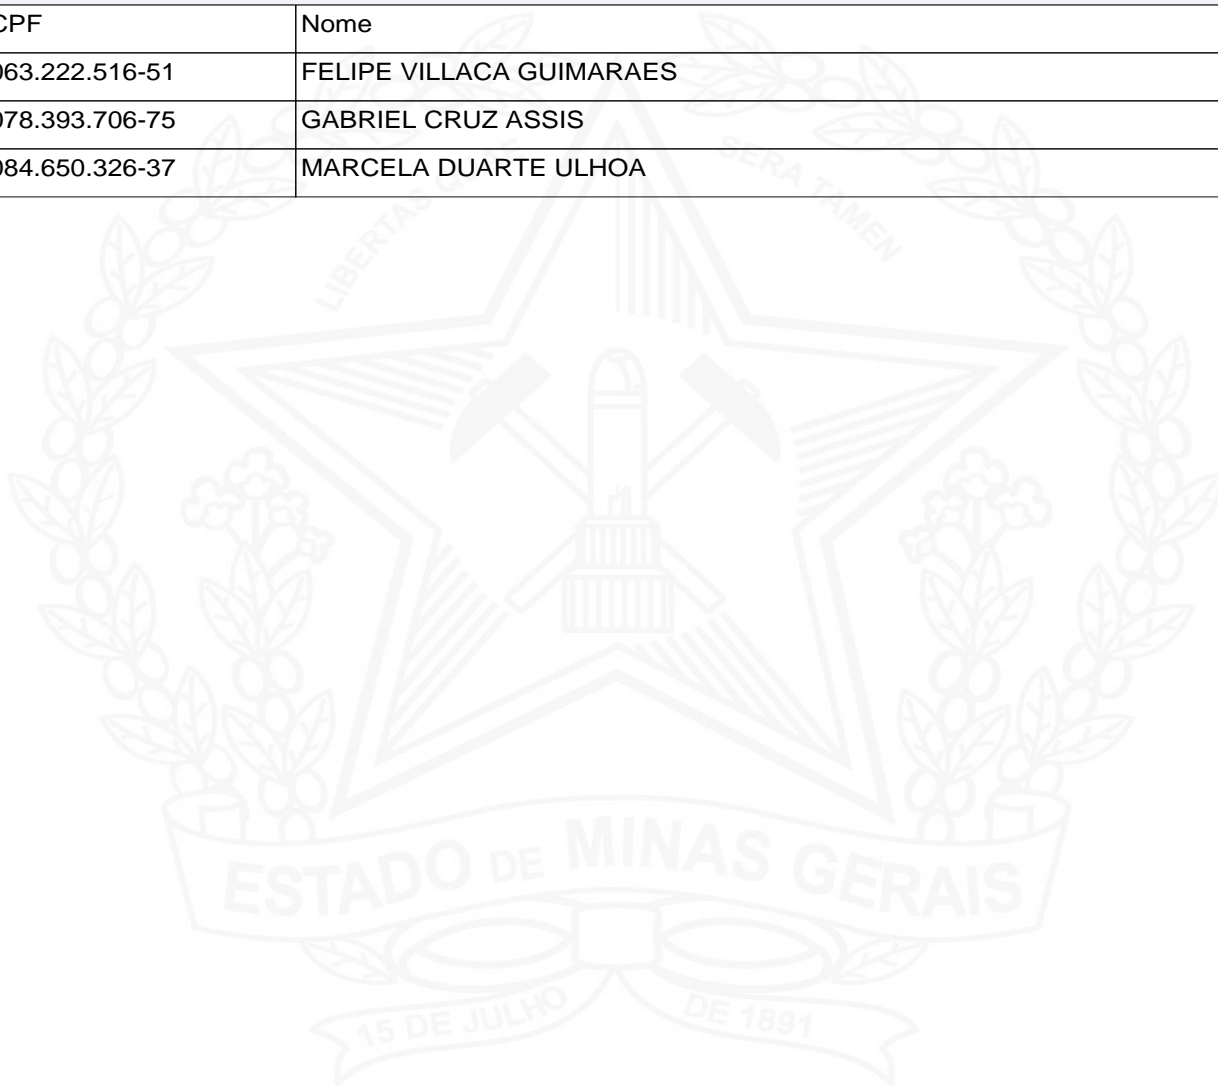 CPF Nome
063.222.516-51 FELIPE VILLACA GUIMARAES
078.393.706-75 GABRIEL CRUZ ASSIS
084.650.326-37 MARCELA DUARTE ULHOA
LIBERTAS QUE SERA TAMEN
ESTADO DE MINAS GERAIS
15 DE JULHO DE 1891